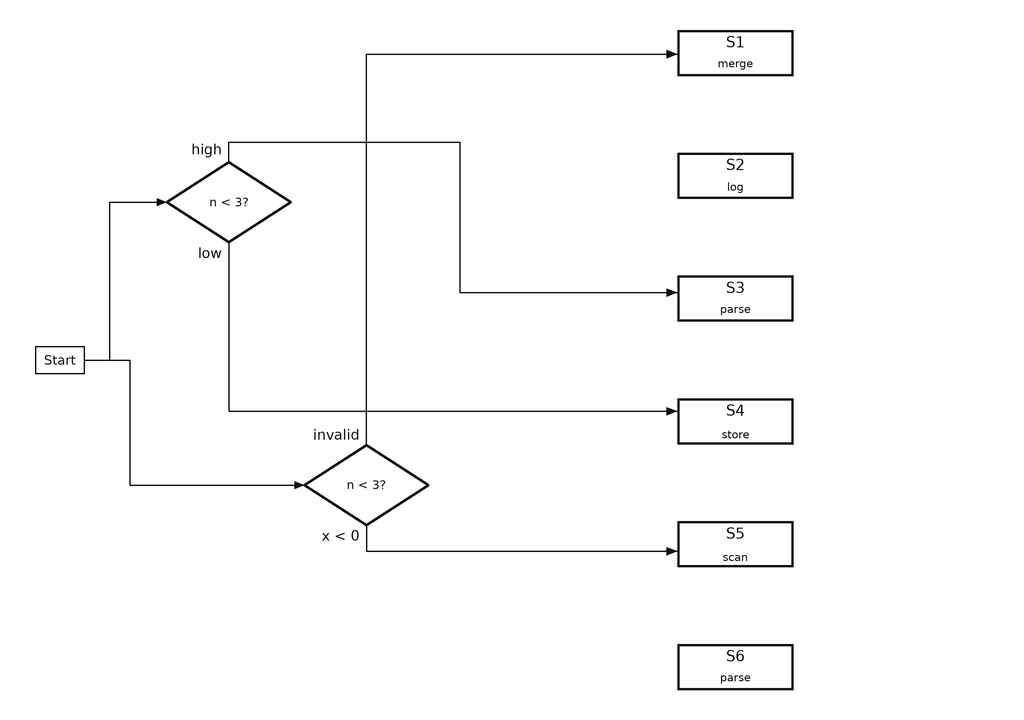 S1
merge
high
S2
log
n < 3?
low
S3
parse
Start
S4
store
invalid
n < 3?
x < 0
S5
scan
S6
parse